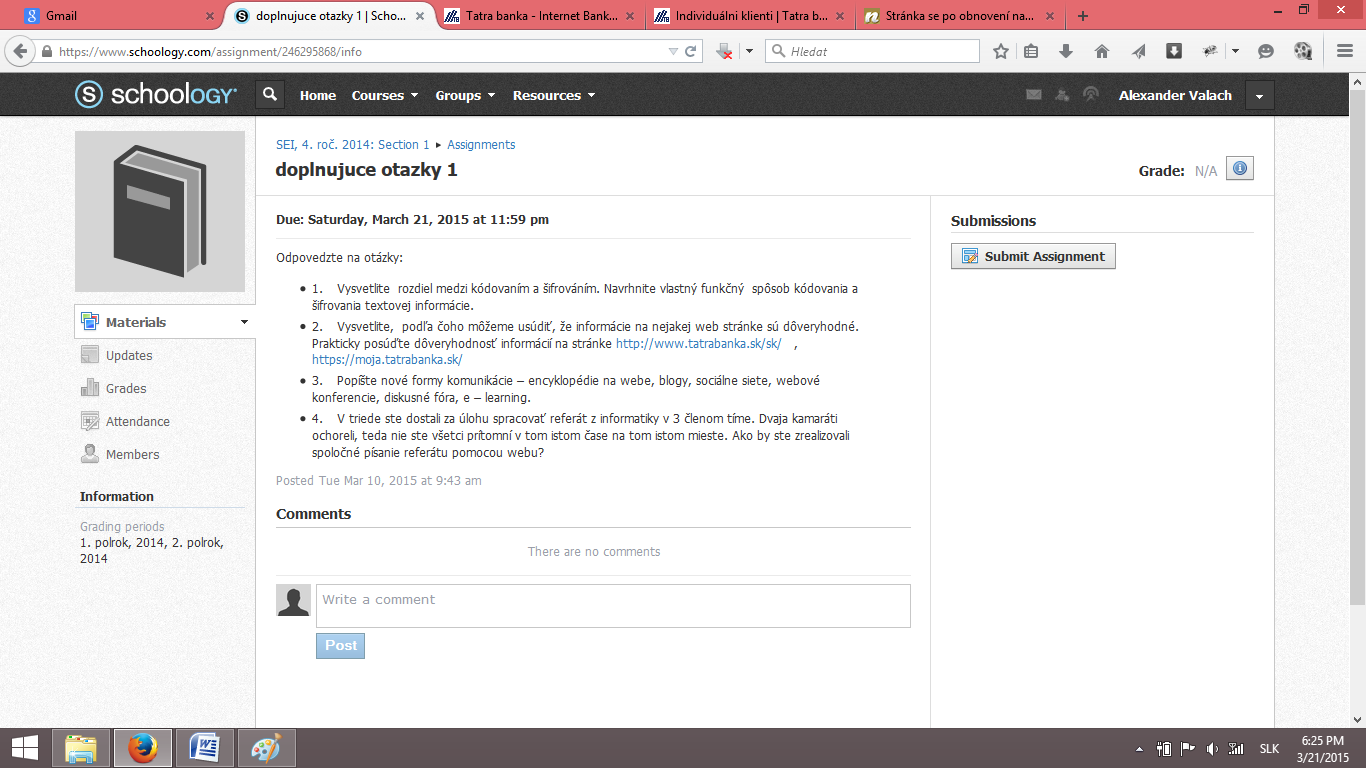 Gmail
doplnujuce otazky 1 | Scho...
Tatra banka - Internet Bank...
Individuálni klienti | Tatra b...
Stránka se po obnovení na...
https://www.schoology.com/assignment/246295868/info
Hledat
S schoology
Home
Courses
Groups
Resources
Alexander Valach
SEI, 4. roč. 2014: Section 1 ▸ Assignments
doplnujuce otazky 1
Grade: N/A
Due: Saturday, March 21, 2015 at 11:59 pm
Odpovedzte na otázky:
• 1. Vysvetlite rozdiel medzi kódovaním a šifrováním. Navrhnite vlastný funkčný spôsob kódovania a
šifrovania textovej informácie.
• 2. Vysvetlite, podľa čoho môžeme usúdiť, že informácie na nejakej web stránke sú dôveryhodné.
Prakticky posúďte dôveryhodnosť informácií na stránke http://www.tatrabanka.sk/sk/ ,
https://moja.tatrabanka.sk/
• 3. Popíšte nové formy komunikácie – encyklopédie na webe, blogy, sociálne siete, webové
konferencie, diskusné fóra, e – learning.
• 4. V triede ste dostali za úlohu spracovať referát z informatiky v 3 členom tíme. Dvaja kamaráti
ochoreli, teda nie ste všetci prítomní v tom istom čase na tom istom mieste. Ako by ste zrealizovali
spoločné písanie referátu pomocou webu?
Posted Tue Mar 10, 2015 at 9:43 am
Comments
There are no comments
Write a comment
Post
Submissions
Submit Assignment
Materials
Updates
Grades
Attendance
Members
Information
Grading periods
1. polrok, 2014, 2. polrok,
2014
SLK
6:25 PM
3/21/2015